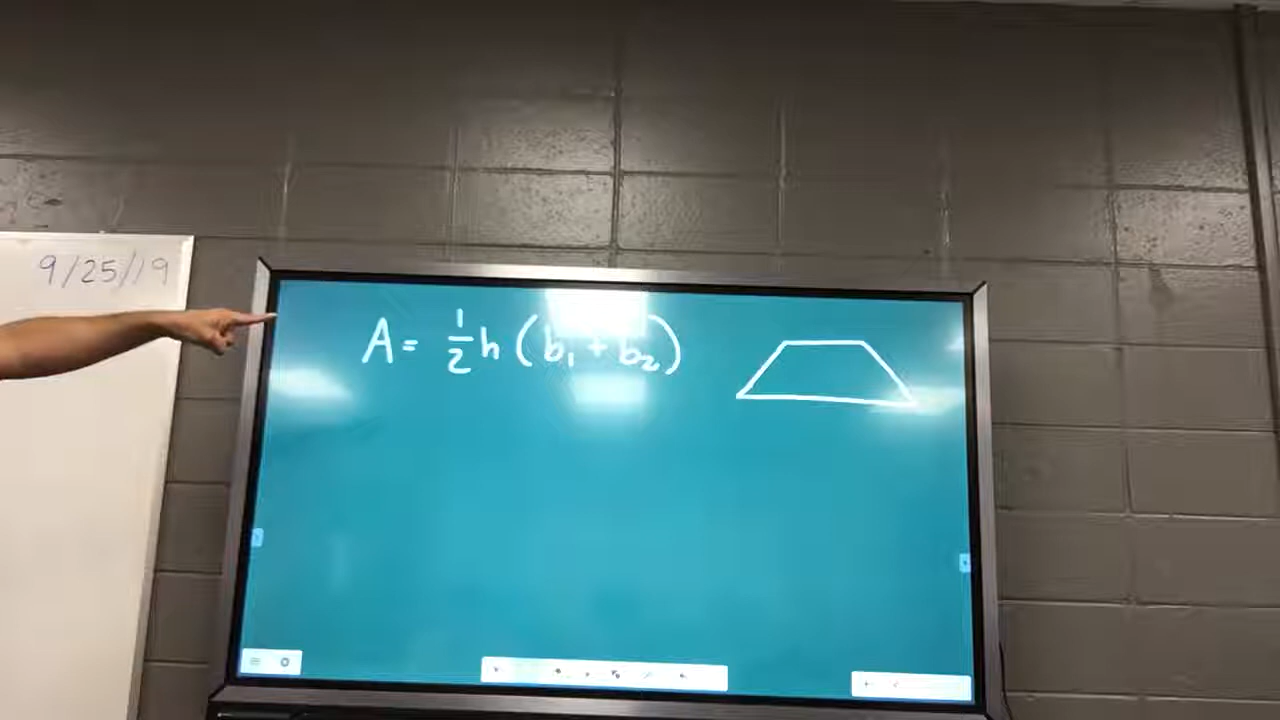 9/25/19
A = 1/2 h (b₁ + b₂)